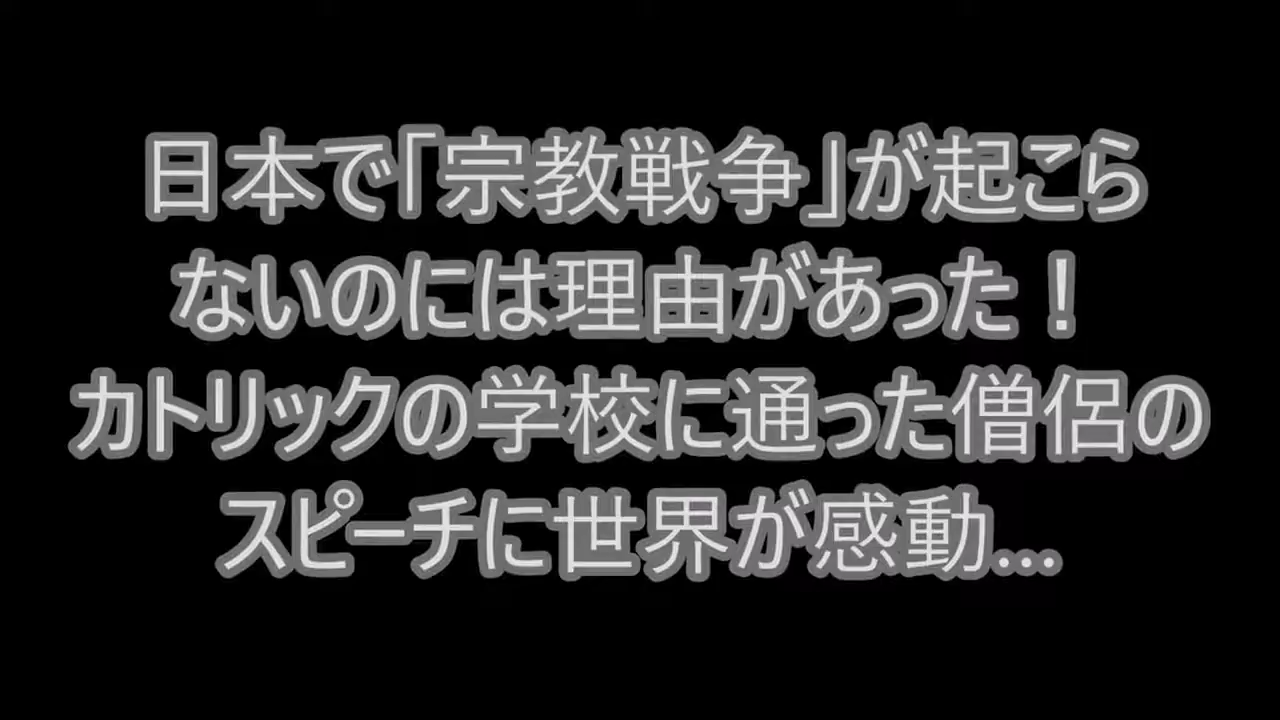 日本で｢宗教戦争｣が起こら
ないのには理由があった！
カトリックの学校に通った僧侶の
スピーチに世界が感動...